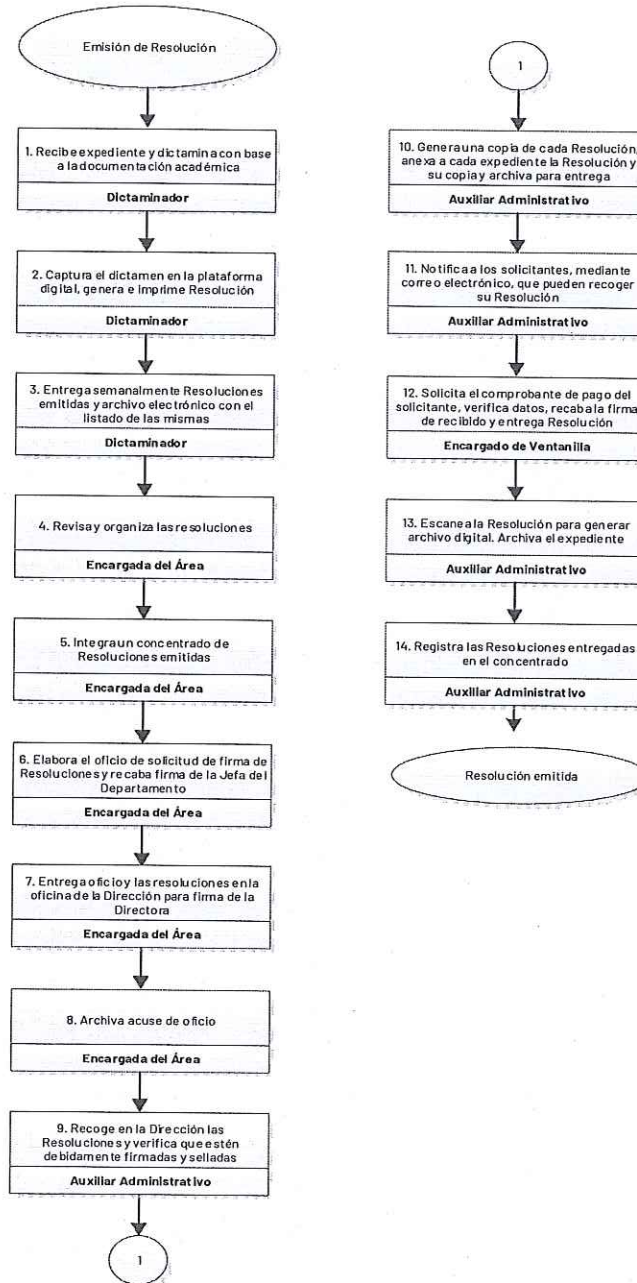 Emisión de Resolución
1. Recibe expediente y dictamina con base
a la documentación académica
Dictaminador
2. Captura el dictamen en la plataforma
digital, genera e imprime Resolución
Dictaminador
3. Entrega semanalmente Resoluciones
emitidas y archivo electrónico con el
listado de las mismas
Dictaminador
4. Revisa y organiza las resoluciones
Encargada del Área
5. Integra un concentrado de
Resoluciones emitidas
Encargada del Área
6. Elabora el oficio de solicitud de firma de
Resoluciones y recaba firma de la Jefa del
Departamento
Encargada del Área
7. Entrega oficio y las resoluciones en la
oficina de la Dirección para firma de la
Directora
Encargada del Área
8. Archiva acuse de oficio
Encargada del Área
9. Recoge en la Dirección las
Resoluciones y verifica que estén
debidamente firmadas y selladas
Auxiliar Administrativo
1
1
10. Genera una copia de cada Resolución,
anexa a cada expediente la Resolución y
su copia y archiva para entrega
Auxiliar Administrativo
11. Notifica a los solicitantes, mediante
correo electrónico, que pueden recoger
su Resolución
Auxiliar Administrativo
12. Solicita el comprobante de pago del
solicitante, verifica datos, recaba la firma
de recibido y entrega Resolución
Encargado de Ventanilla
13. Escanea la Resolución para generar
archivo digital. Archiva el expediente
Auxiliar Administrativo
14. Registra las Resoluciones entregadas
en el concentrado
Auxiliar Administrativo
Resolución emitida